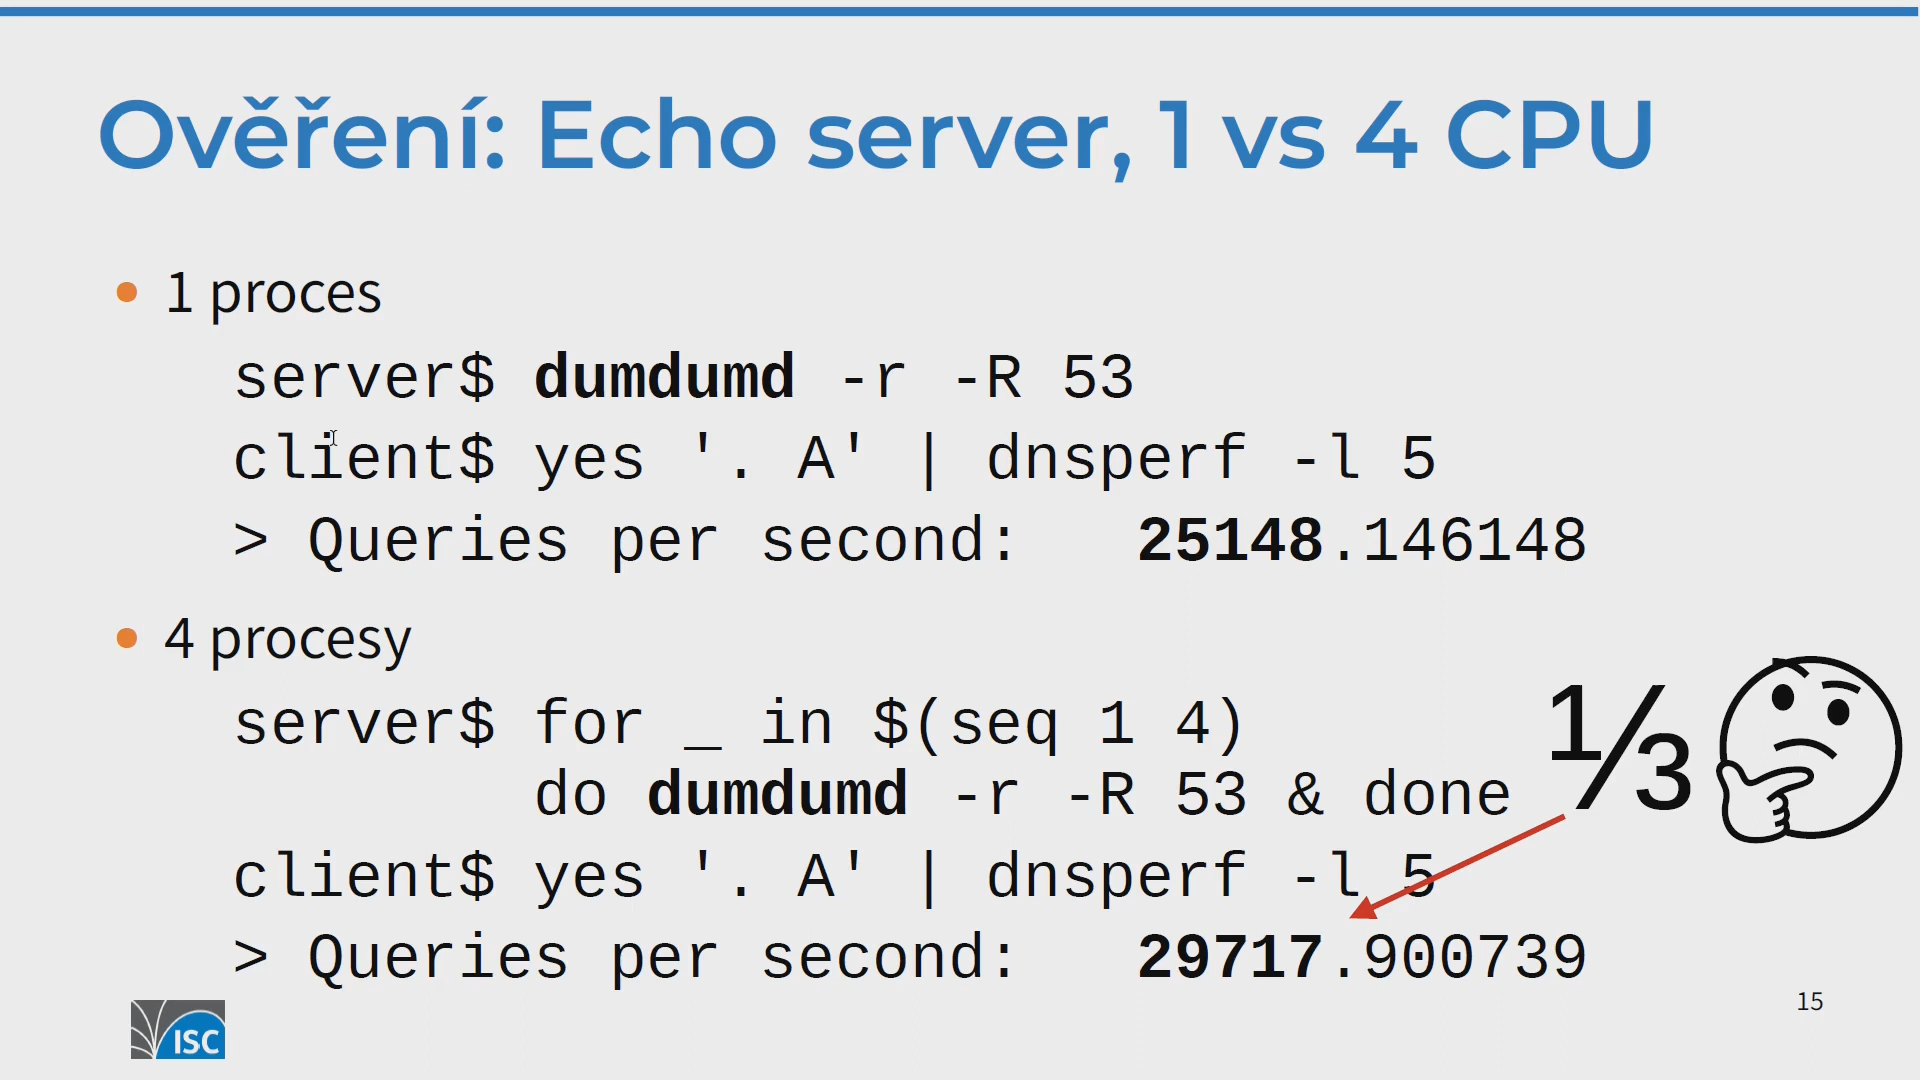 Ověření: Echo server, 1 vs 4 CPU
1 proces
server$ dumdumd -r -R 53
client$ yes '. A' | dnsperf -l 5
> Queries per second: 25148.146148
4 procesy
server$ for _ in $(seq 1 4)
do dumdumd -r -R 53 & done
⅓
client$ yes '. A' | dnsperf -l 5
> Queries per second: 29717.900739
15
ISC